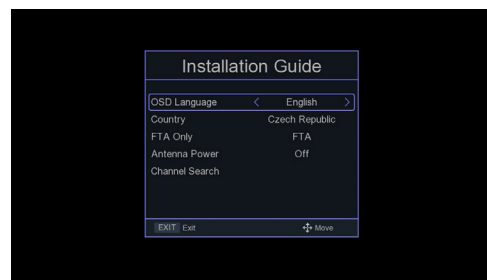 Installation Guide
OSD Language English
Country Czech Republic
FTA Only FTA
Antenna Power Off
Channel Search
EXIT Exit Move